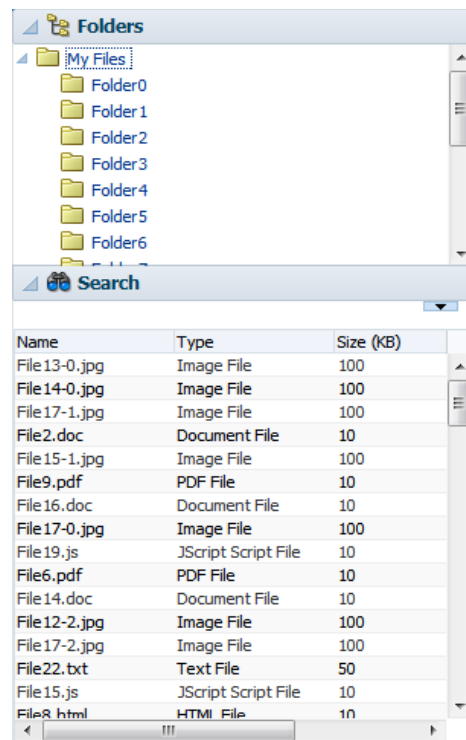 Folders
My Files
Folder0
Folder1
Folder2
Folder3
Folder4
Folder5
Folder6
Search
Name Type Size (KB)
File13-0.jpg Image File 100
File14-0.jpg Image File 100
File17-1.jpg Image File 100
File2.doc Document File 10
File15-1.jpg Image File 100
File9.pdf PDF File 10
File16.doc Document File 10
File17-0.jpg Image File 100
File19.js JScript Script File 10
File6.pdf PDF File 10
File14.doc Document File 10
File12-2.jpg Image File 100
File17-2.jpg Image File 100
File22.txt Text File 50
File15.js JScript Script File 10
File8.html HTML File 10